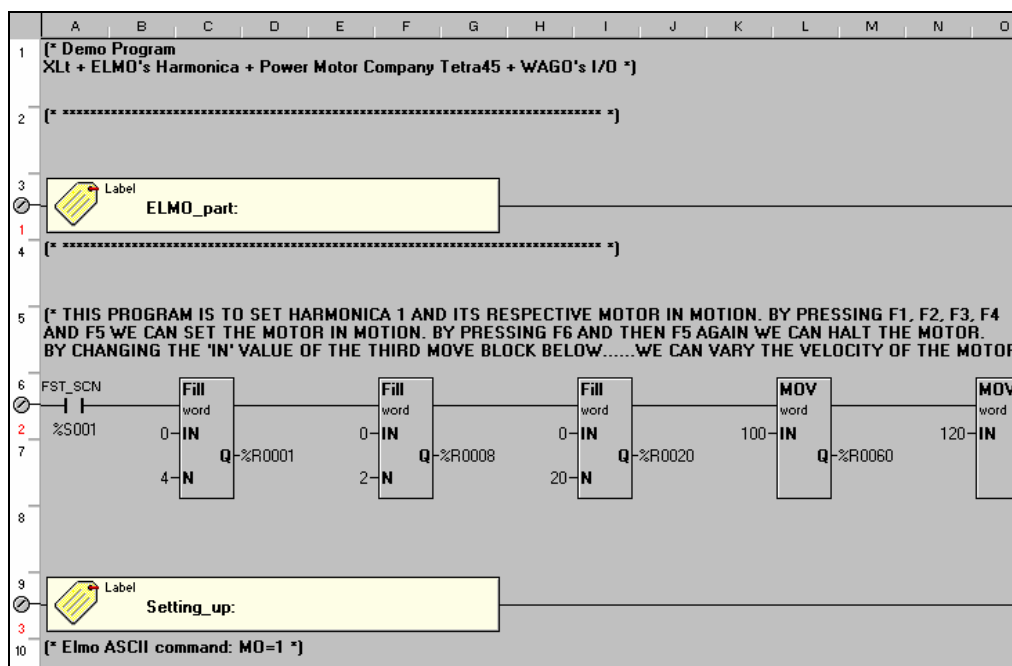 A B C D E F G H I J K L M N O
1 (* Demo Program
XLt + ELMO's Harmonica + Power Motor Company Tetra45 + WAGO's I/O *)
2 (* ****************************************************************************** *)
3 Label
ELMO_part:
1
4 (* ****************************************************************************** *)
5 (* THIS PROGRAM IS TO SET HARMONICA 1 AND ITS RESPECTIVE MOTOR IN MOTION. BY PRESSING F1, F2, F3, F4
AND F5 WE CAN SET THE MOTOR IN MOTION. BY PRESSING F6 AND THEN F5 AGAIN WE CAN HALT THE MOTOR.
BY CHANGING THE 'IN' VALUE OF THE THIRD MOVE BLOCK BELOW......WE CAN VARY THE VELOCITY OF THE MOTOR
6 FST_SCN Fill Fill Fill MOV MOV
word word word word word
2 %S001 0 IN 0 IN 0 IN 100 IN 120 IN
7 Q %R0001 Q %R0008 Q %R0020 Q %R0060
4 N 2 N 20 N
8
9 Label
Setting_up:
3
10 (* Elmo ASCII command: MO=1 *)